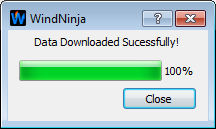 WindNinja
Data Downloaded Sucessfully!
100%
Close